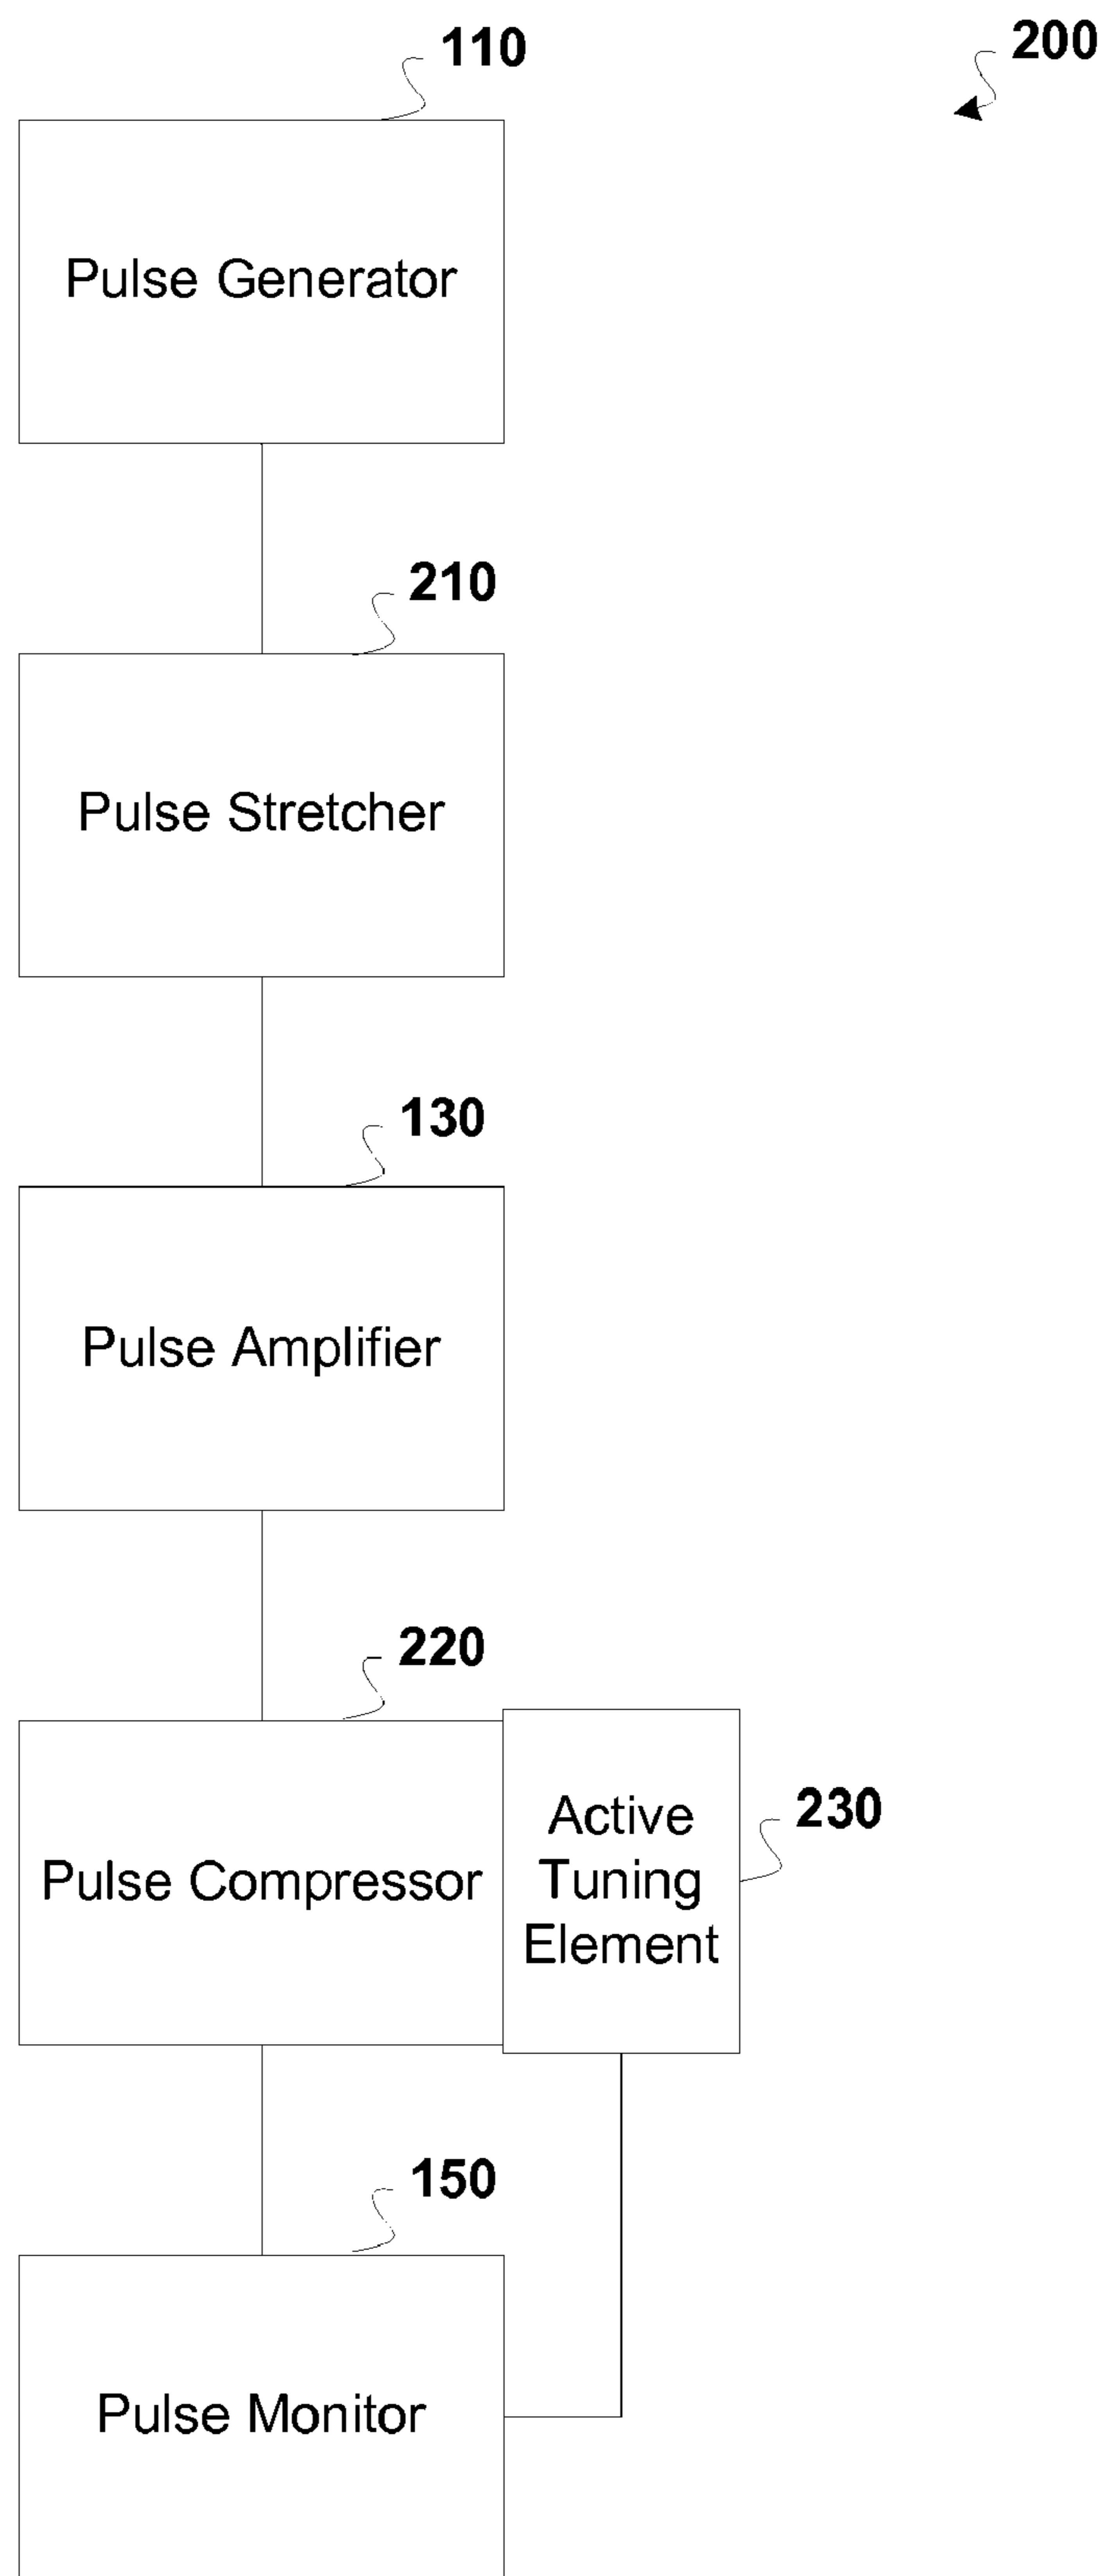 110
200
Pulse Generator
210
Pulse Stretcher
130
Pulse Amplifier
220
Pulse Compressor
Active
Tuning
Element
230
150
Pulse Monitor